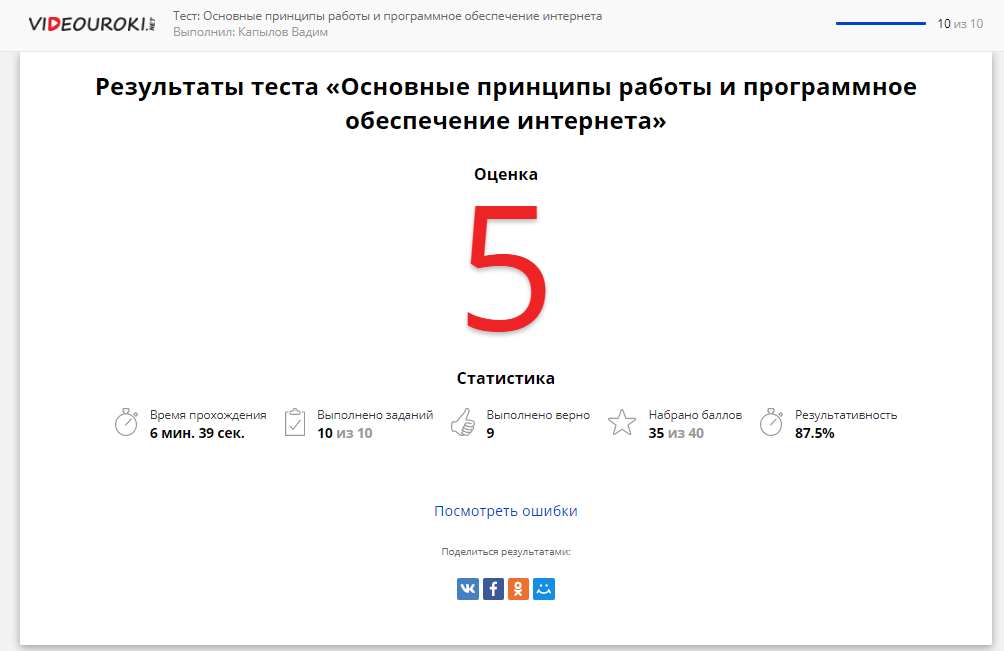 VIDEOUROKI.NET
Тест: Основные принципы работы и программное обеспечение интернета
Выполнил: Капылов Вадим
10 из 10
Результаты теста «Основные принципы работы и программное
обеспечение интернета»
Оценка
5
Статистика
Время прохождения
6 мин. 39 сек.
Выполнено заданий
10 из 10
Выполнено верно
9
Набрано баллов
35 из 40
Результативность
87.5%
Посмотреть ошибки
Поделиться результатами: